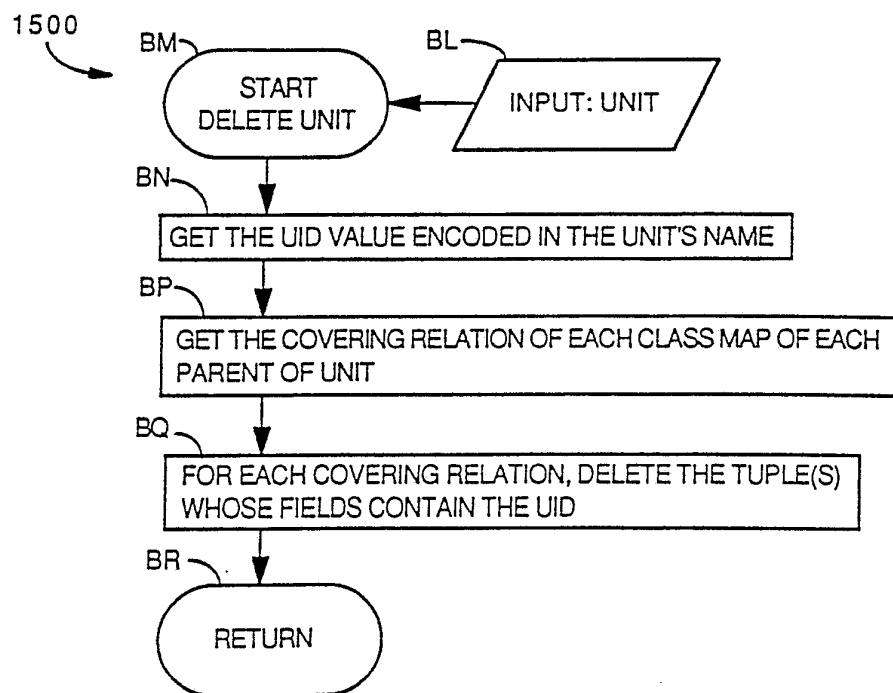 1500
BM
BL
START
DELETE UNIT
INPUT: UNIT
BN
GET THE UID VALUE ENCODED IN THE UNIT'S NAME
BP
GET THE COVERING RELATION OF EACH CLASS MAP OF EACH
PARENT OF UNIT
BQ
FOR EACH COVERING RELATION, DELETE THE TUPLE(S)
WHOSE FIELDS CONTAIN THE UID
BR
RETURN